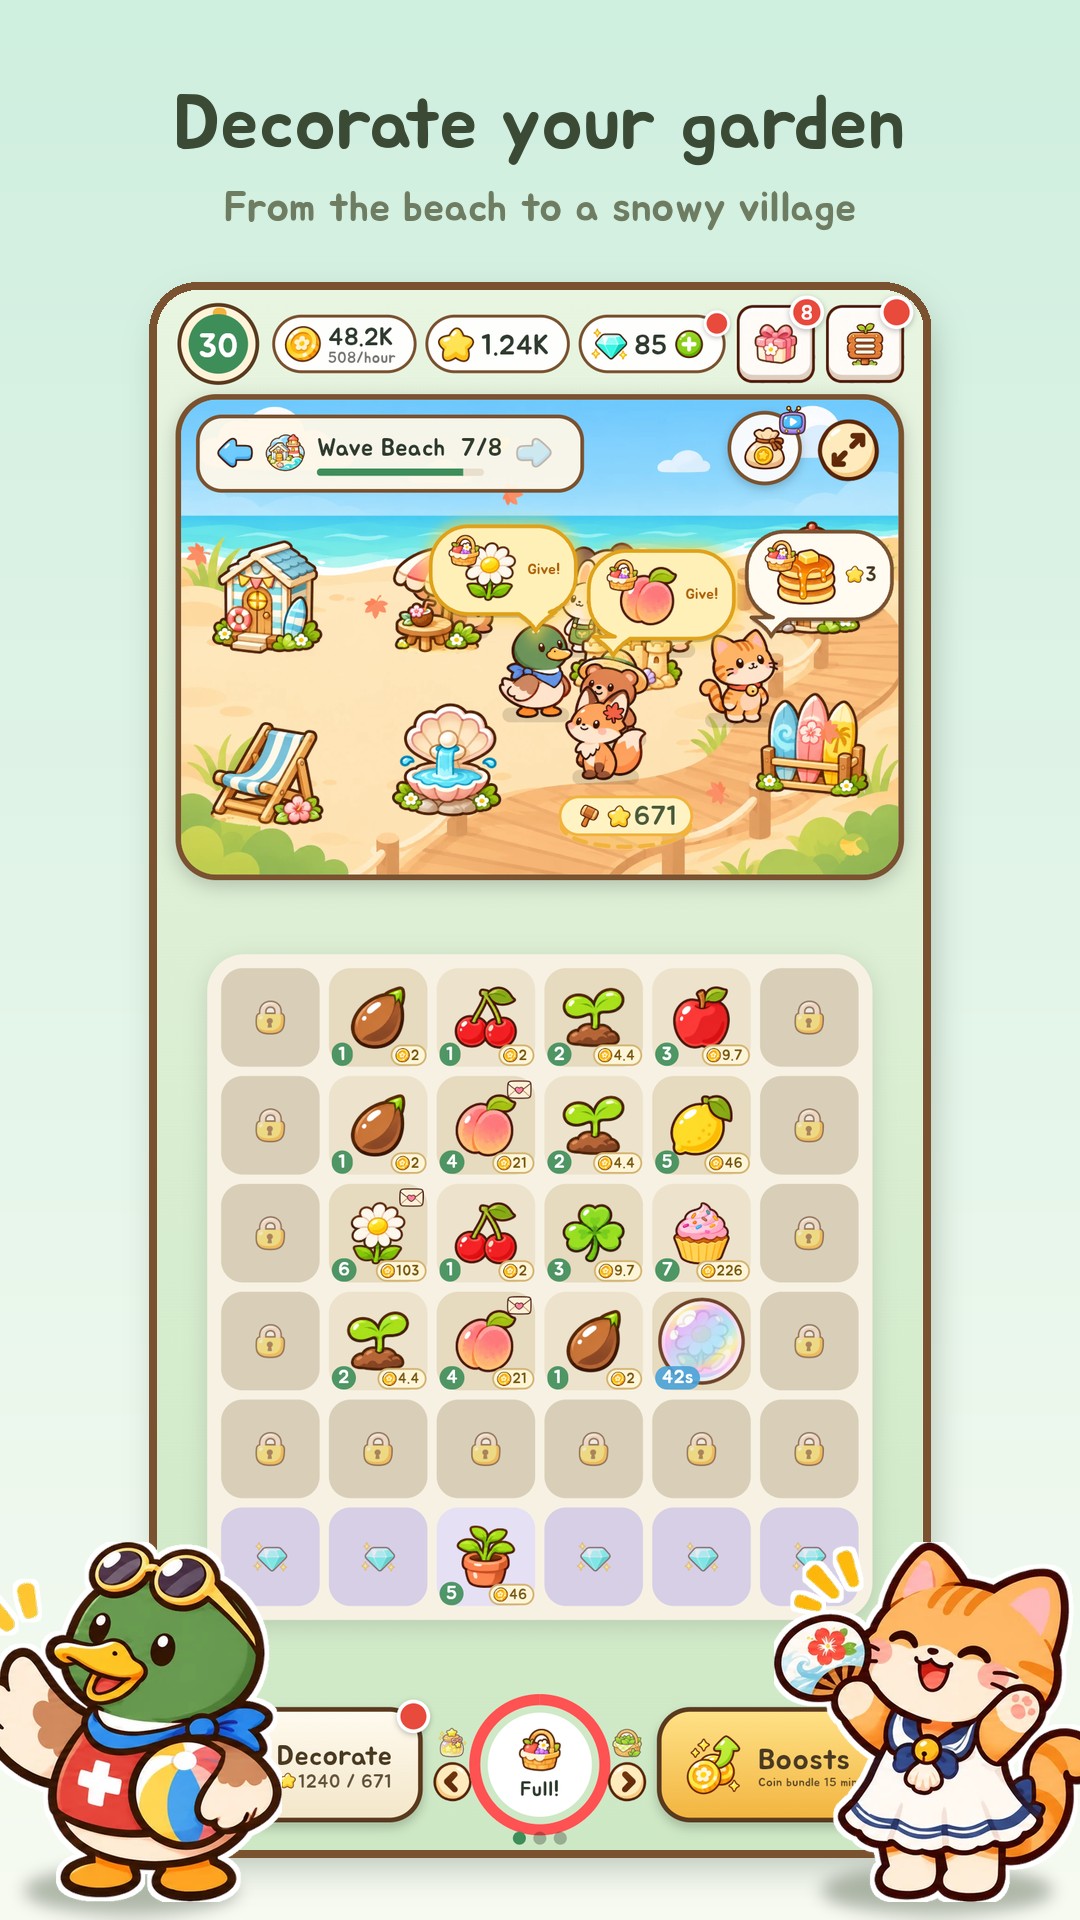 Decorate your garden
From the beach to a snowy village
30
48.2K
508/hour
1.24K
85
8
Wave Beach 7/8
Give!
Give!
3
671
1 2
1 2
2 4.4
3 9.7
1 2
4 21
2 4.4
5 46
6 103
1 2
3 9.7
7 226
2 4.4
4 21
1 2
42s
5 46
Decorate
1240 / 671
Full!
Boosts
Coin bundle 15 min